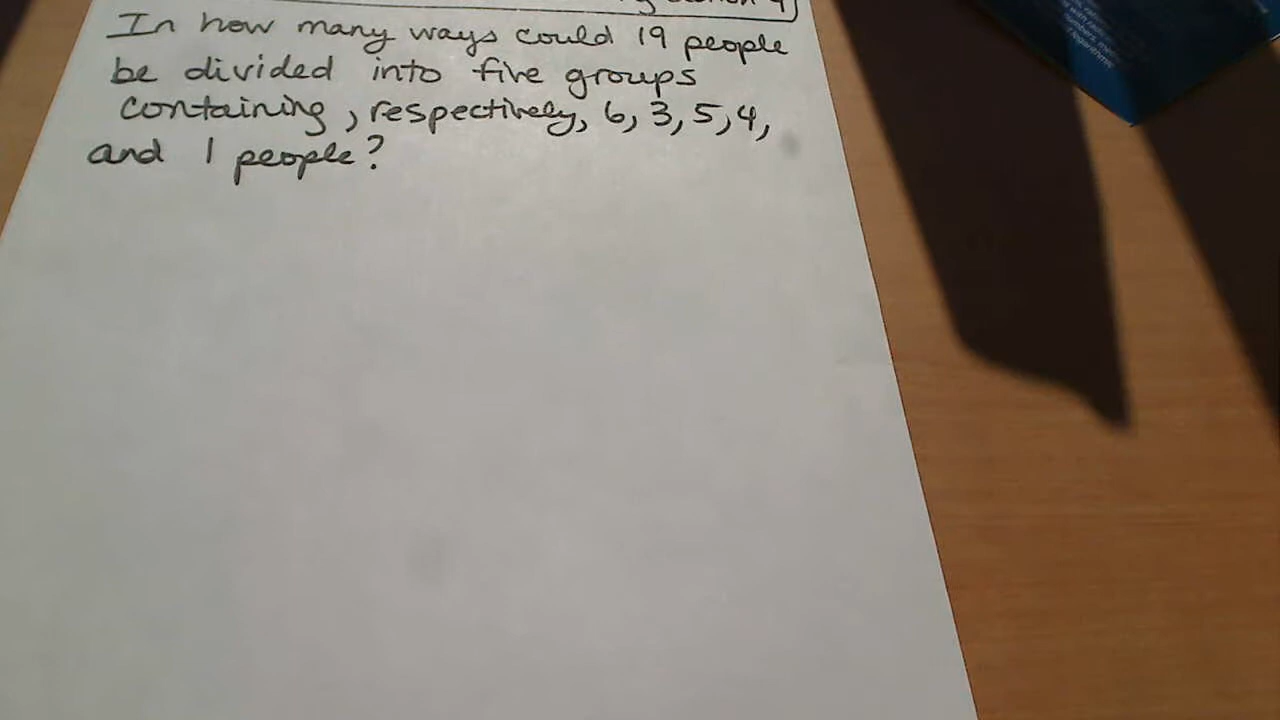 In how many ways could 19 people
be divided into five groups
containing, respectively, 6, 3, 5, 4,
and 1 people?